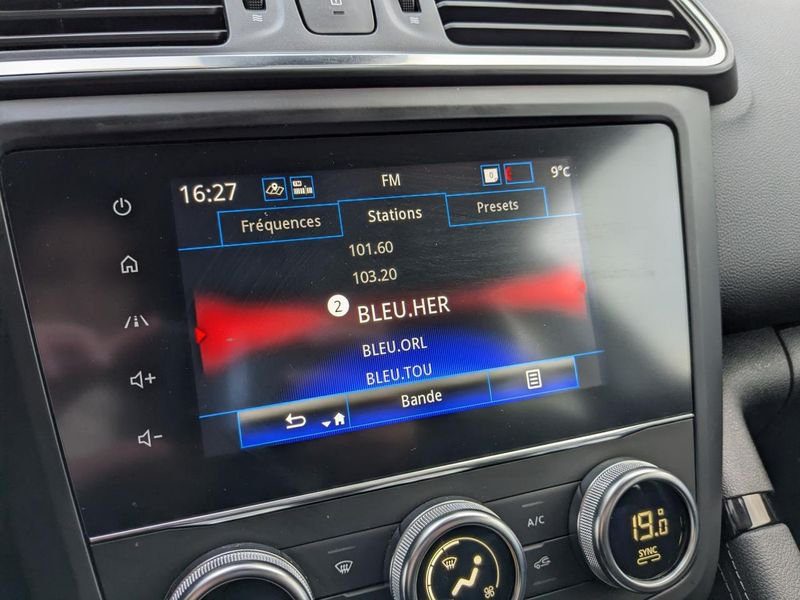 16:27 FM 9°C
Fréquences Stations Presets
101.60
103.20
2 BLEU.HER
BLEU.ORL
BLEU.TOU
Bande
A/C
19.0
SYNC